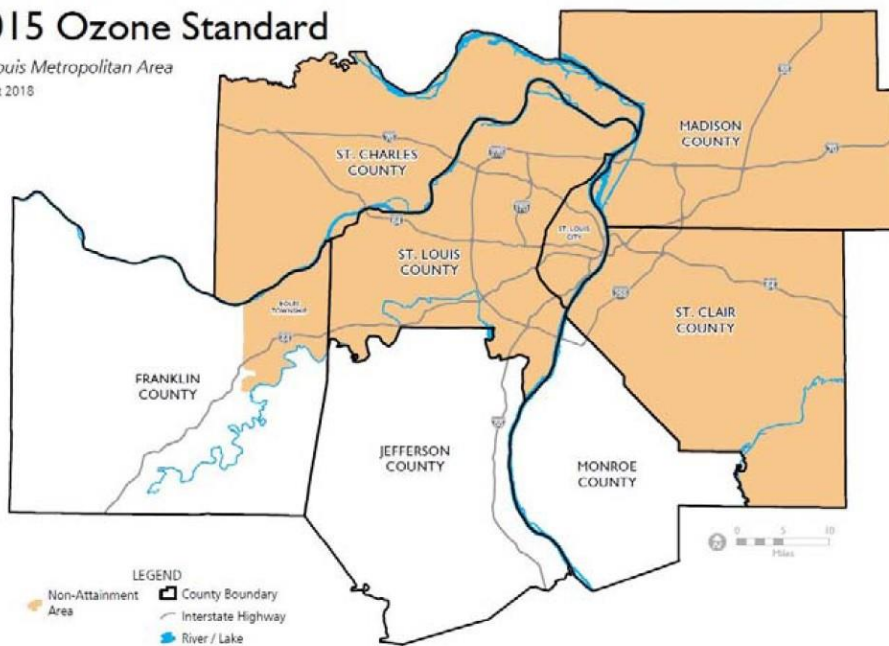 015 Ozone Standard
ouis Metropolitan Area
2018
MADISON
COUNTY
ST. CHARLES
COUNTY
ST. LOUIS
CITY
ST. LOUIS
COUNTY
BOLES
TOWNSHIP
ST. CLAIR
COUNTY
FRANKLIN
COUNTY
JEFFERSON
COUNTY
MONROE
COUNTY
0 5 10
Miles
LEGEND
Non-Attainment
Area
County Boundary
Interstate Highway
River / Lake